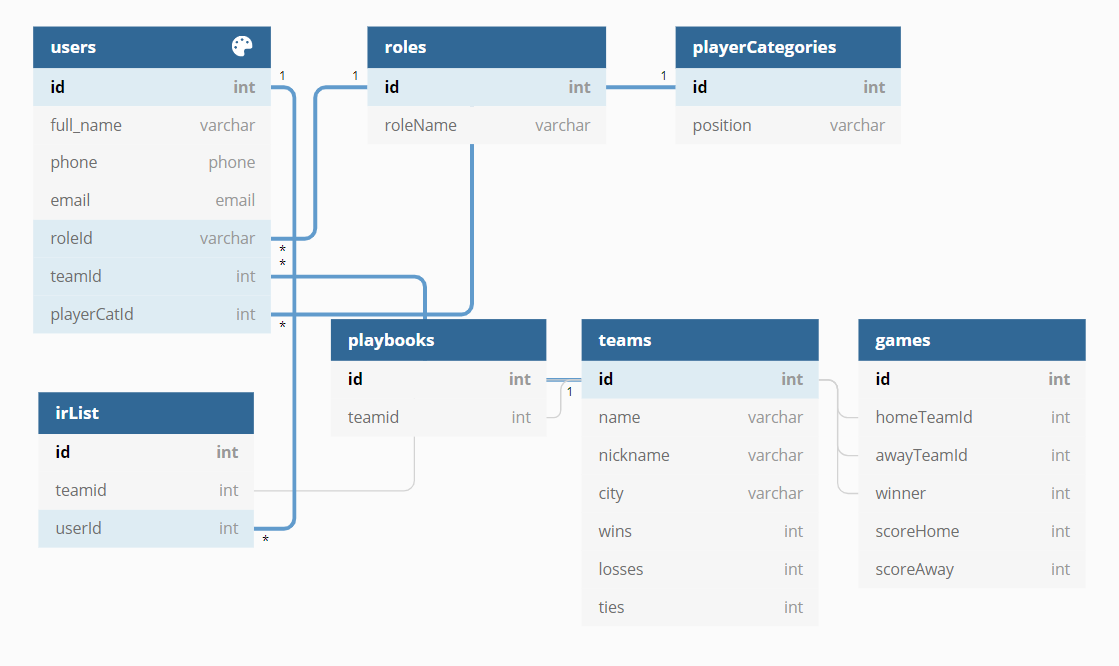 users
id int
full_name varchar
phone phone
email email
roleId varchar
teamId int
playerCatId int
1
*
*
*
roles
1
id int
roleName varchar
playerCategories
1
id int
position varchar
irList
id int
teamid int
userId int
*
playbooks
id int
teamid int
teams
1
id int
name varchar
nickname varchar
city varchar
wins int
losses int
ties int
games
id int
homeTeamId int
awayTeamId int
winner int
scoreHome int
scoreAway int